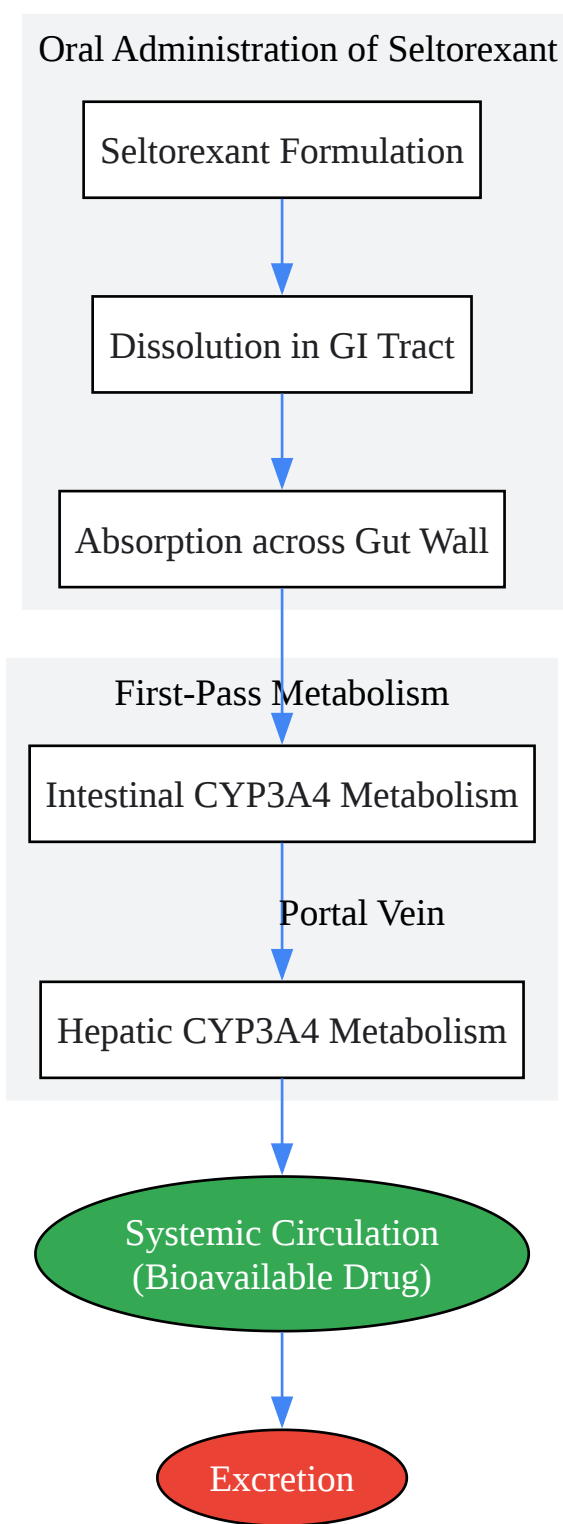 Oral Administration of Seltorexant
Seltorexant Formulation
Dissolution in GI Tract
Absorption across Gut Wall
First-Pass Metabolism
Intestinal CYP3A4 Metabolism
Portal Vein
Hepatic CYP3A4 Metabolism
Systemic Circulation
(Bioavailable Drug)
Excretion